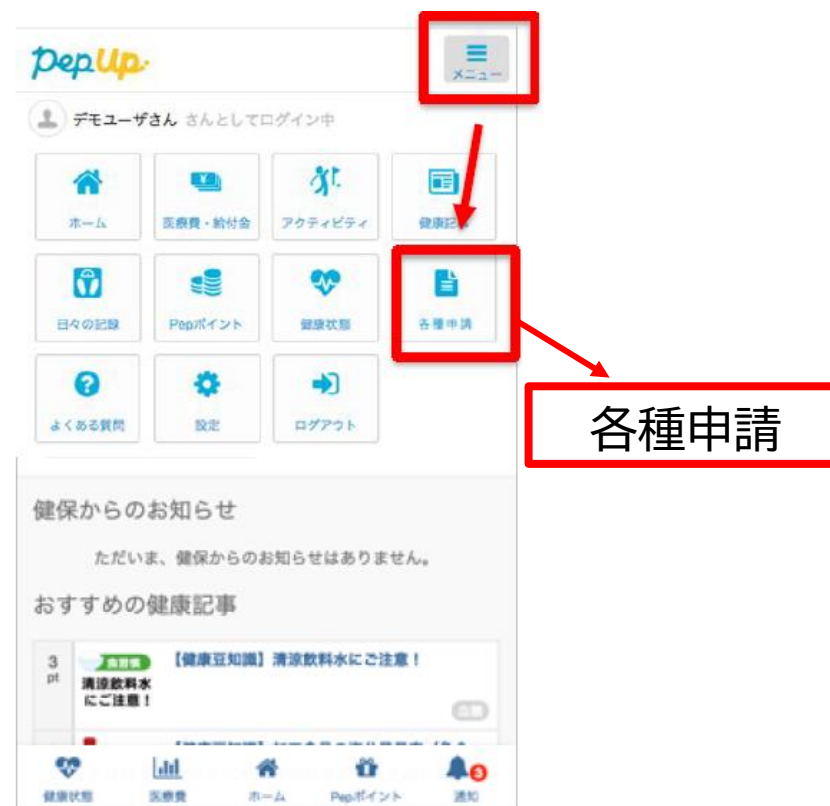 PepUp
メニュー
デモユーザさん さんとしてログイン中
ホーム 医療費・給付金 アクティビティ
日々の記録 Pepポイント 健康状態 各種申請
よくある質問 設定 ログアウト
各種申請
健保からのお知らせ
ただいま、健保からのお知らせはありません。
おすすめの健康記事
3
pt
【健康豆知識】清涼飲料水にご注意！
清涼飲料水
にご注意！
健康状態 医療費 ホーム Pepポイント 通知
3